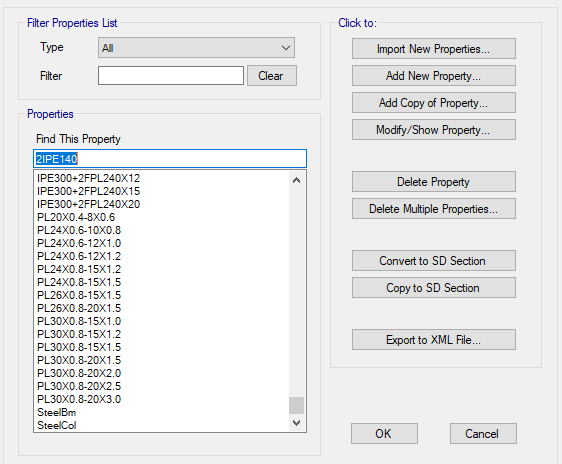 Filter Properties List
Type
All
Filter
Clear
Properties
Find This Property
2IPE140
IPE300+2FPL240X12
IPE300+2FPL240X15
IPE300+2FPL240X20
PL20X0.4-8X0.6
PL24X0.6-10X0.8
PL24X0.6-12X1.0
PL24X0.6-12X1.2
PL24X0.8-15X1.2
PL24X0.8-15X1.5
PL26X0.8-15X1.5
PL26X0.8-20X1.5
PL30X0.8-15X1.0
PL30X0.8-15X1.2
PL30X0.8-15X1.5
PL30X0.8-20X1.5
PL30X0.8-20X2.0
PL30X0.8-20X2.5
PL30X0.8-20X3.0
SteelBm
SteelCol
Click to:
Import New Properties...
Add New Property...
Add Copy of Property...
Modify/Show Property...
Delete Property
Delete Multiple Properties...
Convert to SD Section
Copy to SD Section
Export to XML File...
OK
Cancel